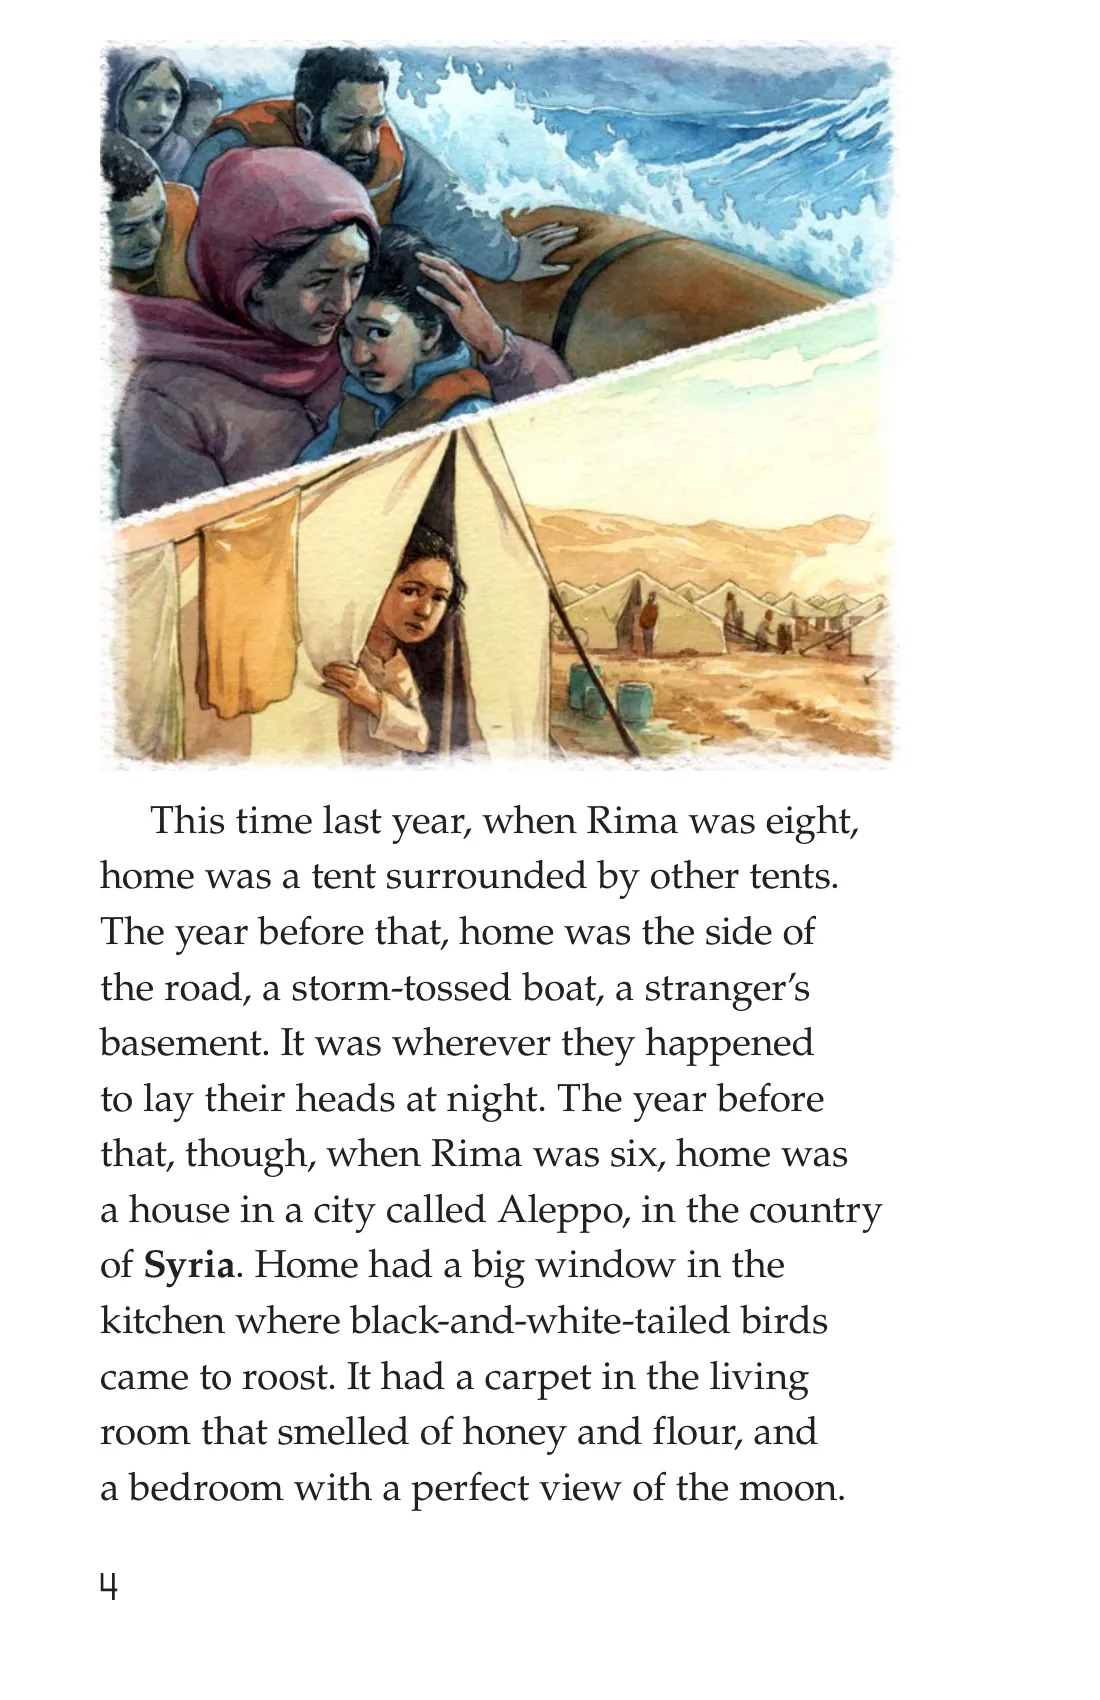 This time last year, when Rima was eight,
home was a tent surrounded by other tents.
The year before that, home was the side of
the road, a storm-tossed boat, a stranger’s
basement. It was wherever they happened
to lay their heads at night. The year before
that, though, when Rima was six, home was
a house in a city called Aleppo, in the country
of Syria. Home had a big window in the
kitchen where black-and-white-tailed birds
came to roost. It had a carpet in the living
room that smelled of honey and flour, and
a bedroom with a perfect view of the moon.
4